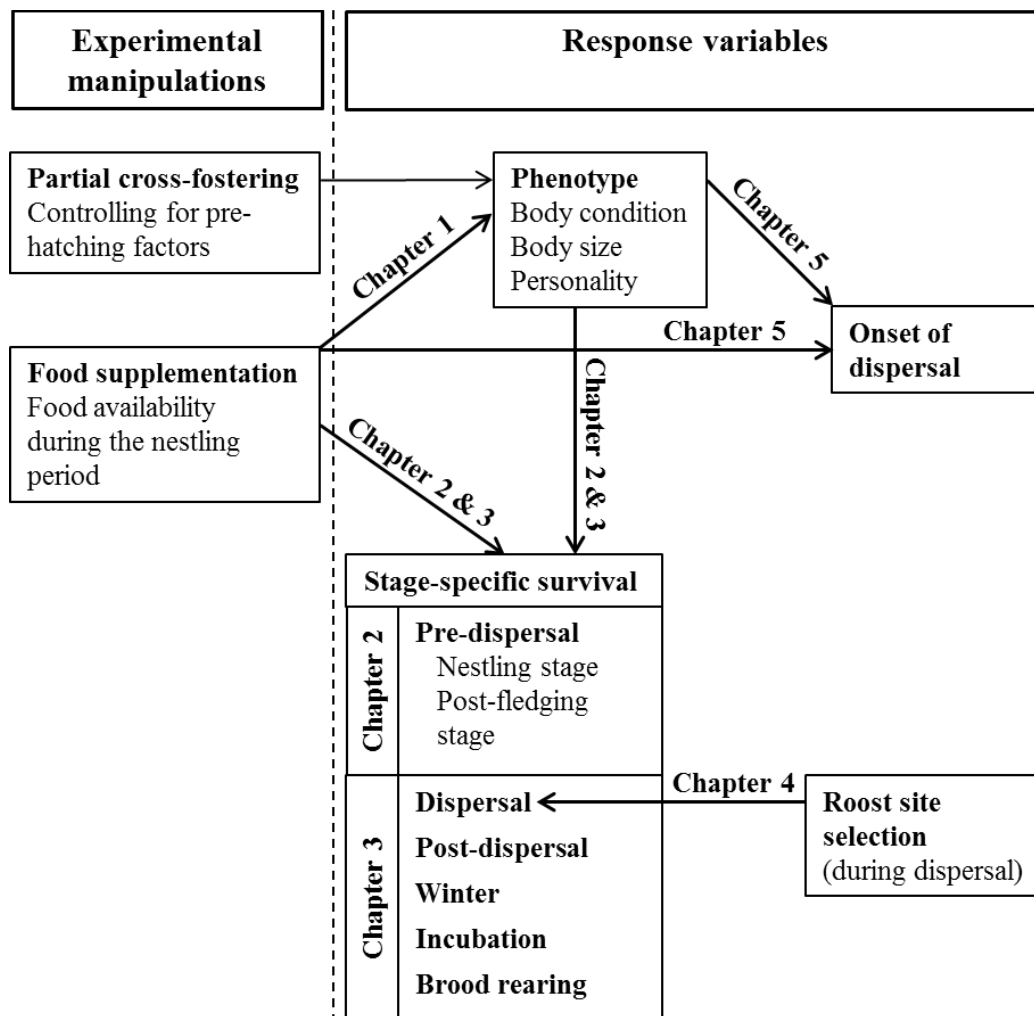 Experimental
manipulations
Response variables
Partial cross-fostering
Controlling for pre-
hatching factors
Phenotype
Body condition
Body size
Personality
Chapter 1
Chapter 5
Chapter 5
Onset of
dispersal
Food supplementation
Food availability
during the nestling
period
Chapter 2 & 3
Chapter 2 & 3
Stage-specific survival
Chapter 2
Pre-dispersal
Nestling stage
Post-fledging
stage
Chapter 3
Dispersal
Post-dispersal
Winter
Incubation
Brood rearing
Chapter 4
Roost site
selection
(during dispersal)